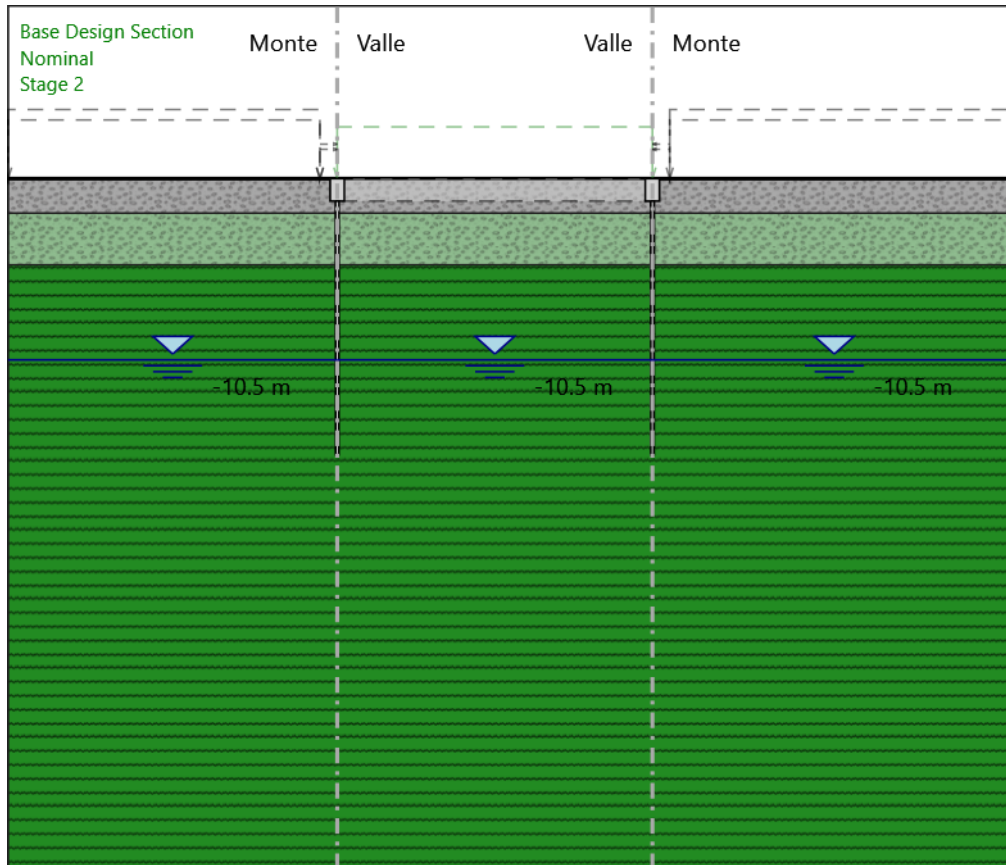 Base Design Section
Nominal
Stage 2
Monte
Valle
Valle
Monte
-10.5 m
-10.5 m
-10.5 m